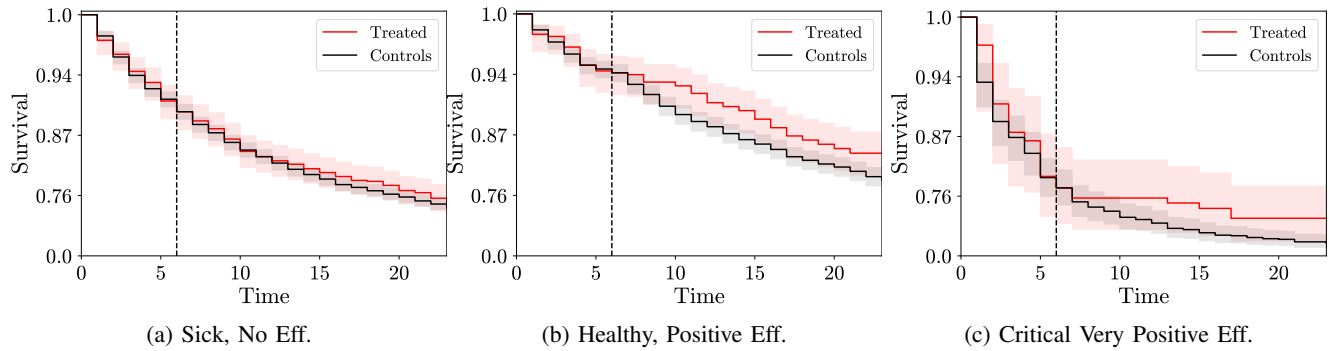 1.0
0.94
0.87
0.76
0.0
Survival
0 5 10 15 20
Time
Treated
Controls
(a) Sick, No Eff.
1.0
0.94
0.87
0.76
0.0
Survival
0 5 10 15 20
Time
Treated
Controls
(b) Healthy, Positive Eff.
1.0
0.94
0.87
0.76
0.0
Survival
0 5 10 15 20
Time
Treated
Controls
(c) Critical Very Positive Eff.